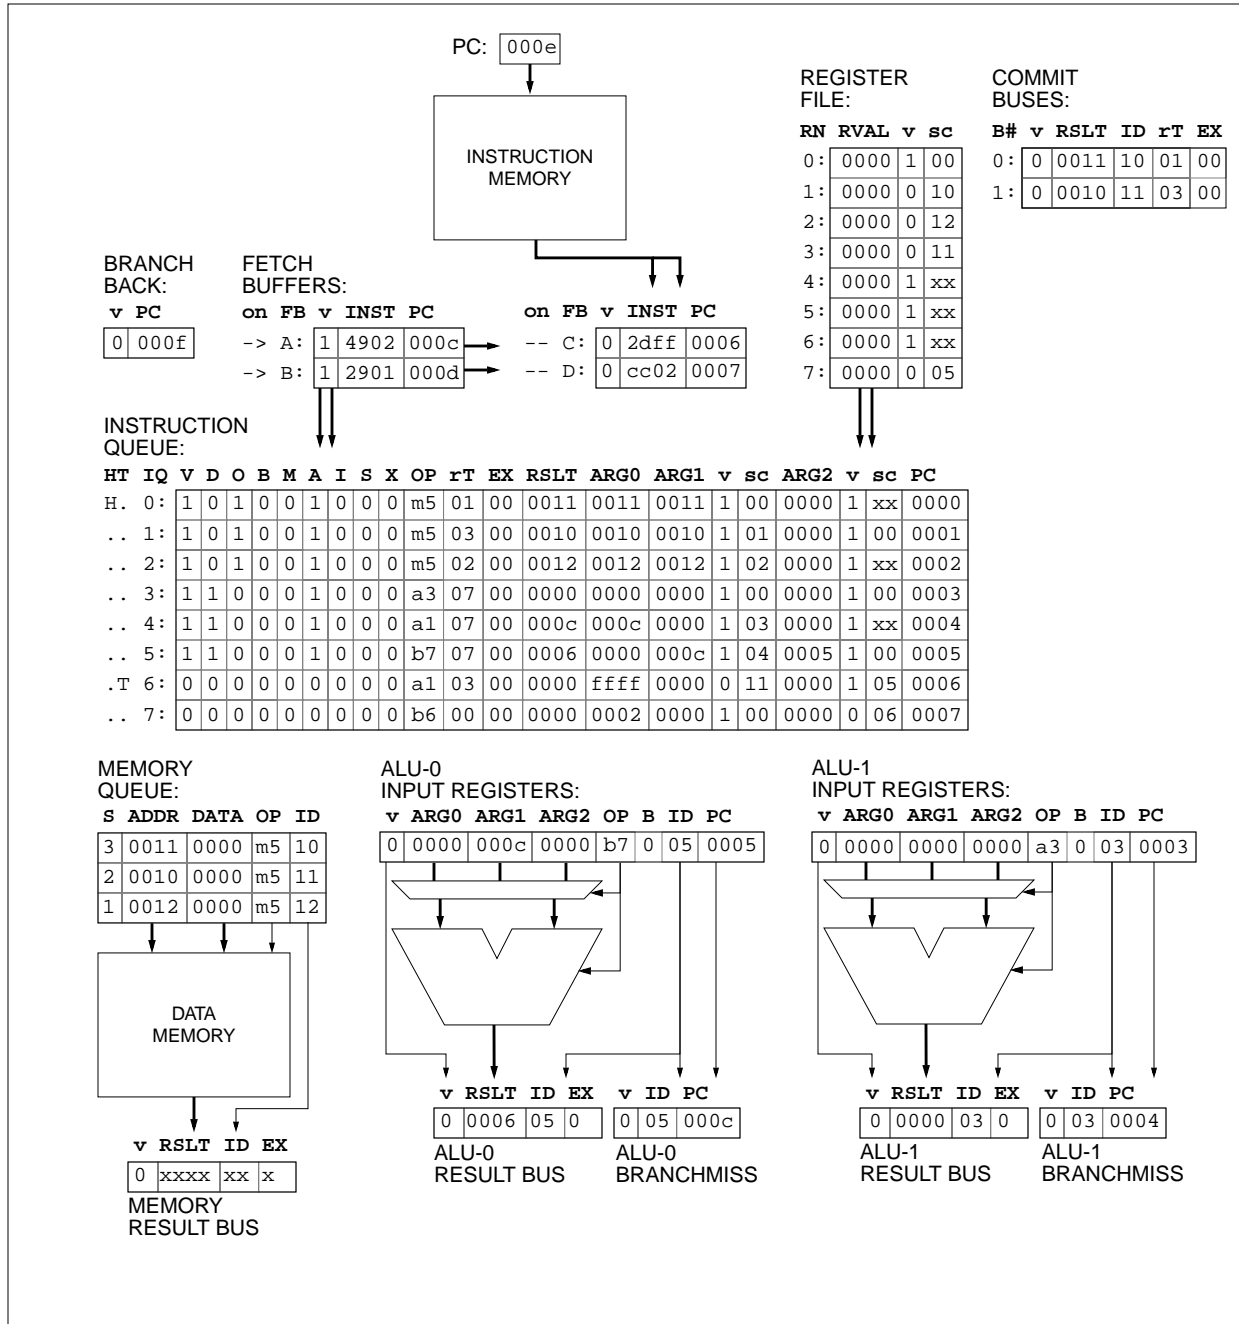 PC: 000e
INSTRUCTION
MEMORY
REGISTER
FILE:
RN RVAL v sc
0: 0000 1 00
1: 0000 0 10
2: 0000 0 12
3: 0000 0 11
4: 0000 1 xx
5: 0000 1 xx
6: 0000 1 xx
7: 0000 0 05
COMMIT
BUSES:
B# v RSLT ID rT EX
0: 0 0011 10 01 00
1: 0 0010 11 03 00
BRANCH
BACK:
v PC
0 000f
FETCH
BUFFERS:
on FB v INST PC
-> A: 1 4902 000c
-> B: 1 2901 000d
on FB v INST PC
-- C: 0 2dff 0006
-- D: 0 cc02 0007
INSTRUCTION
QUEUE:
HT IQ V D O B M A I S X OP rT EX RSLT ARG0 ARG1 v sc ARG2 v sc PC
H. 0: 1 0 1 0 0 1 0 0 0 m5 01 00 0011 0011 0011 1 00 0000 1 xx 0000
.. 1: 1 0 1 0 0 1 0 0 0 m5 03 00 0010 0010 0010 1 01 0000 1 00 0001
.. 2: 1 0 1 0 0 1 0 0 0 m5 02 00 0012 0012 0012 1 02 0000 1 xx 0002
.. 3: 1 1 0 0 0 1 0 0 0 a3 07 00 0000 0000 0000 1 00 0000 1 00 0003
.. 4: 1 1 0 0 0 1 0 0 0 a1 07 00 000c 000c 0000 1 03 0000 1 xx 0004
.. 5: 1 1 0 0 0 1 0 0 0 b7 07 00 0006 0000 000c 1 04 0005 1 00 0005
.T 6: 0 0 0 0 0 0 0 0 0 a1 03 00 0000 ffff 0000 0 11 0000 1 05 0006
.. 7: 0 0 0 0 0 0 0 0 0 b6 00 00 0000 0002 0000 1 00 0000 0 06 0007
MEMORY
QUEUE:
S ADDR DATA OP ID
3 0011 0000 m5 10
2 0010 0000 m5 11
1 0012 0000 m5 12
DATA
MEMORY
v RSLT ID EX
0 xxxx xx x
MEMORY
RESULT BUS
ALU-0
INPUT REGISTERS:
v ARG0 ARG1 ARG2 OP B ID PC
0 0000 000c 0000 b7 0 05 0005
v RSLT ID EX
0 0006 05 0
ALU-0
RESULT BUS
v ID PC
0 05 000c
ALU-0
BRANCHMISS
ALU-1
INPUT REGISTERS:
v ARG0 ARG1 ARG2 OP B ID PC
0 0000 0000 0000 a3 0 03 0003
v RSLT ID EX
0 0000 03 0
ALU-1
RESULT BUS
v ID PC
0 03 0004
ALU-1
BRANCHMISS